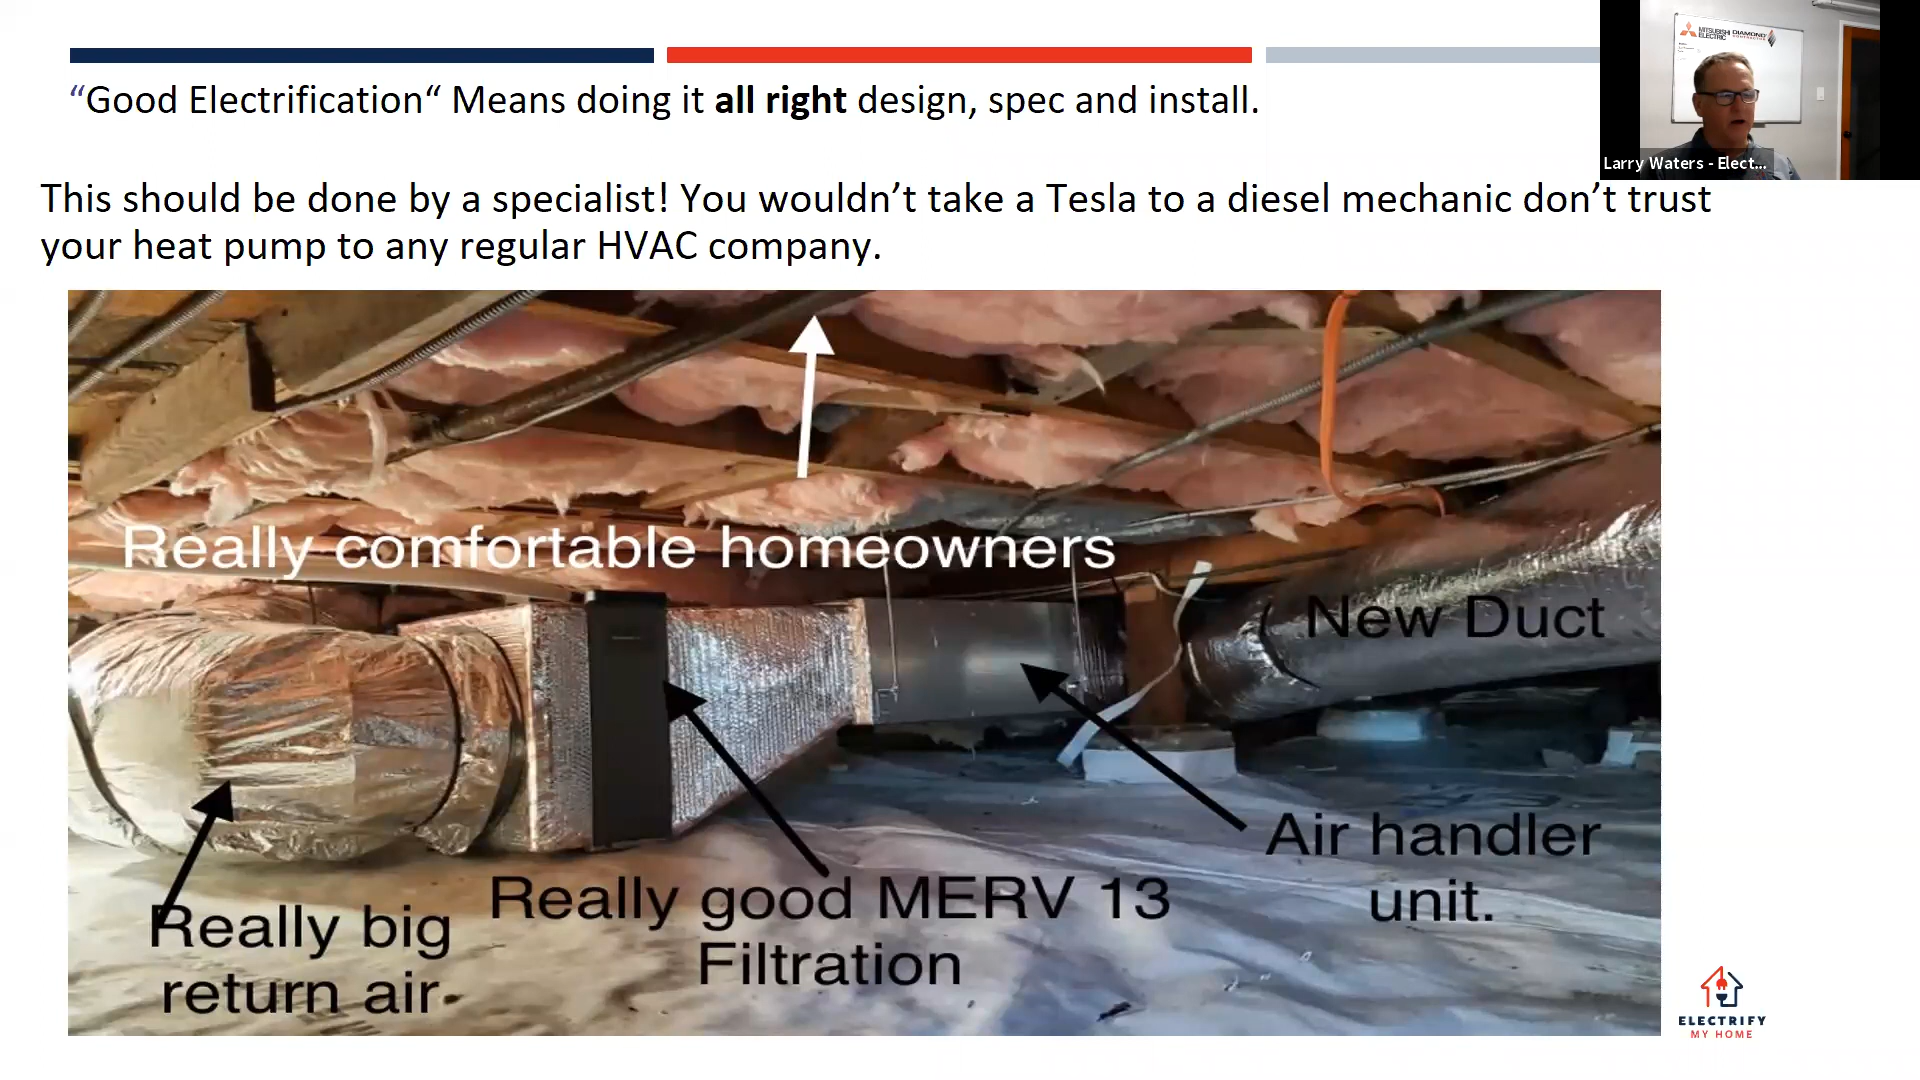 “Good Electrification“ Means doing it all right design, spec and install.
This should be done by a specialist! You wouldn’t take a Tesla to a diesel mechanic don’t trust
your heat pump to any regular HVAC company.
MITSUBISHI
ELECTRIC
DIAMOND
Larry Waters - Elect...
Really comfortable homeowners
New Duct
Air handler
unit.
Really good MERV 13
Filtration
Really big
return air
ELECTRIFY
MY HOME